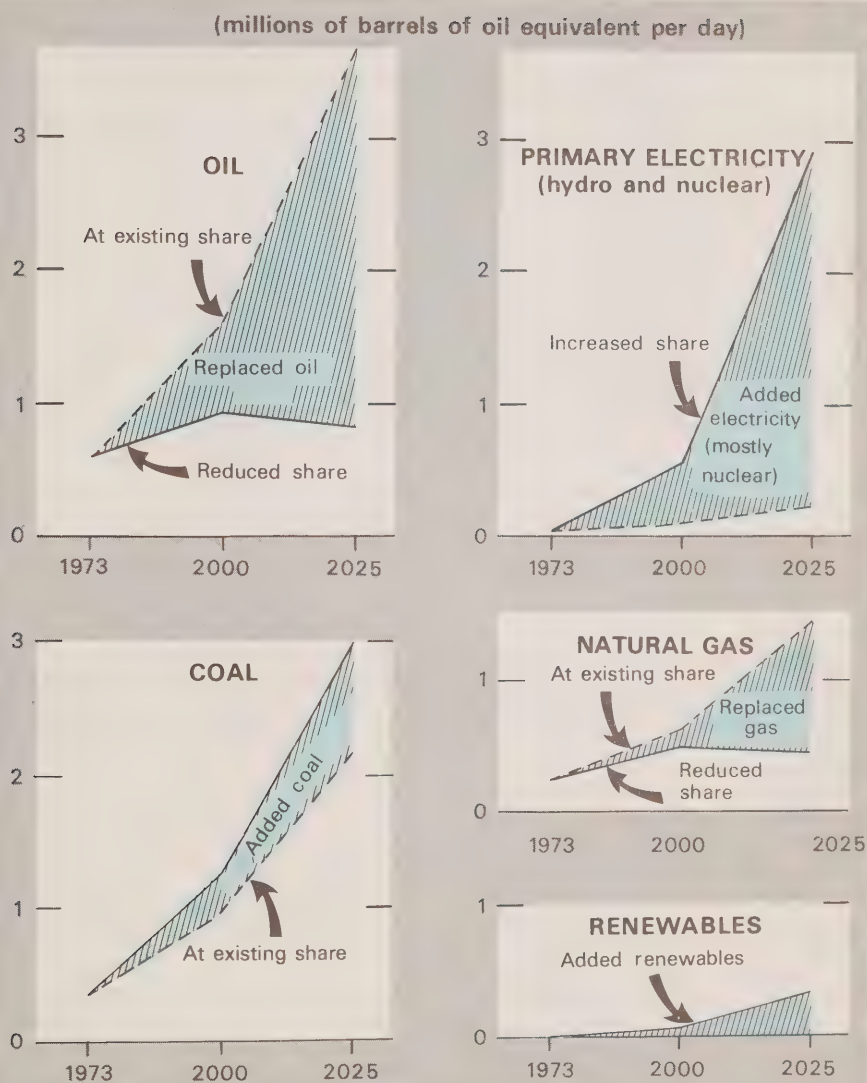 (millions of barrels of oil equivalent per day)
3
2
1
0
OIL
At existing share
Replaced oil
Reduced share
1973 2000 2025
3
2
1
0
PRIMARY ELECTRICITY
(hydro and nuclear)
Increased share
Added
electricity
(mostly
nuclear)
1973 2000 2025
3
2
1
0
COAL
Added coal
At existing share
1973 2000 2025
1
0
NATURAL GAS
At existing share
Replaced
gas
Reduced
share
1973 2000 2025
1
0
RENEWABLES
Added renewables
1973 2000 2025